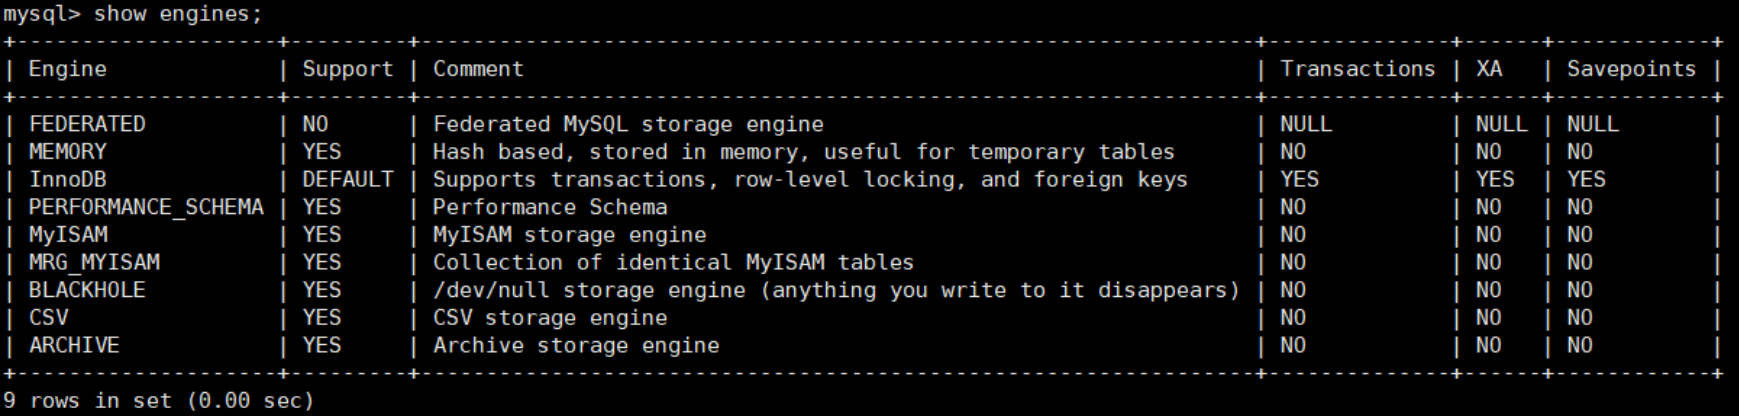 mysql> show engines;
+--------------------+---------+----------------------------------------------------------------+--------------+------+------------+
| Engine             | Support | Comment                                                        | Transactions | XA   | Savepoints |
+--------------------+---------+----------------------------------------------------------------+--------------+------+------------+
| FEDERATED          | NO      | Federated MySQL storage engine                                 | NULL         | NULL | NULL       |
| MEMORY             | YES     | Hash based, stored in memory, useful for temporary tables      | NO           | NO   | NO         |
| InnoDB             | DEFAULT | Supports transactions, row-level locking, and foreign keys     | YES          | YES  | YES        |
| PERFORMANCE_SCHEMA | YES     | Performance Schema                                             | NO           | NO   | NO         |
| MyISAM             | YES     | MyISAM storage engine                                          | NO           | NO   | NO         |
| MRG_MYISAM         | YES     | Collection of identical MyISAM tables                          | NO           | NO   | NO         |
| BLACKHOLE          | YES     | /dev/null storage engine (anything you write to it disappears) | NO           | NO   | NO         |
| CSV                | YES     | CSV storage engine                                             | NO           | NO   | NO         |
| ARCHIVE            | YES     | Archive storage engine                                         | NO           | NO   | NO         |
+--------------------+---------+----------------------------------------------------------------+--------------+------+------------+
9 rows in set (0.00 sec)